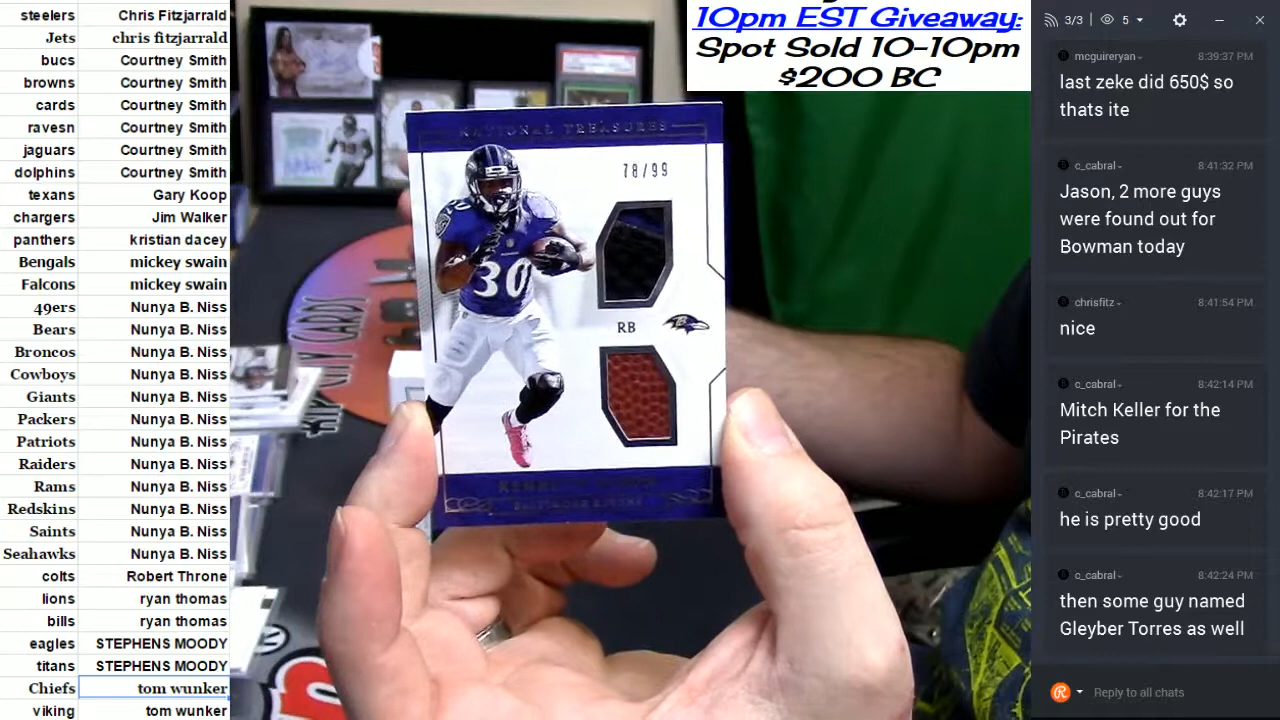 steelers Chris Fitzjarrald
Jets chris fitzjarrald
bucs Courtney Smith
browns Courtney Smith
cards Courtney Smith
ravesn Courtney Smith
jaguars Courtney Smith
dolphins Courtney Smith
texans Gary Koop
chargers Jim Walker
panthers kristian dacey
Bengals mickey swain
Falcons mickey swain
49ers Nunya B. Niss
Bears Nunya B. Niss
Broncos Nunya B. Niss
Cowboys Nunya B. Niss
Giants Nunya B. Niss
Packers Nunya B. Niss
Patriots Nunya B. Niss
Raiders Nunya B. Niss
Rams Nunya B. Niss
Redskins Nunya B. Niss
Saints Nunya B. Niss
Seahawks Nunya B. Niss
colts Robert Throne
lions ryan thomas
bills ryan thomas
eagles STEPHENS MOODY
titans STEPHENS MOODY
Chiefs tom wunker
viking tom wunker
10pm EST Giveaway:
Spot Sold 10-10pm
$200 BC
NATIONAL TREASURES
78/99
30
30
RB
BALTIMORE RAVENS
CARDS
3/3 5
mcguireryan 8:39:37 PM
last zeke did 650$ so
thats ite
c_cabral 8:41:32 PM
Jason, 2 more guys
were found out for
Bowman today
chrisfitz 8:41:54 PM
nice
c_cabral 8:42:14 PM
Mitch Keller for the
Pirates
c_cabral 8:42:17 PM
he is pretty good
c_cabral 8:42:24 PM
then some guy named
Gleyber Torres as well
Reply to all chats